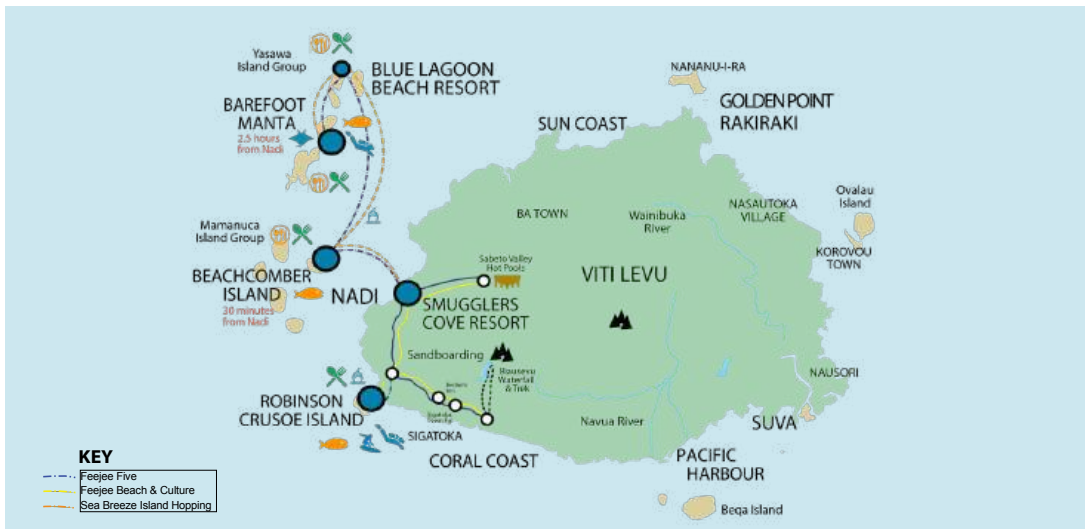 Yasawa
Island Group
BLUE LAGOON
BEACH RESORT
NANANU-I-RA
GOLDEN POINT
RAKIRAKI
BAREFOOT
MANTA
2.5 hours
from Nadi
SUN COAST
Ovalau
Island
NASAUTOKA
VILLAGE
BA TOWN
Wainibuka
River
Mamanuca
Island Group
KOROVOU
TOWN
Sabeto Valley
Hot Pools
VITI LEVU
BEACHCOMBER
ISLAND
30 minutes
from Nadi
NADI
SMUGGLERS
COVE RESORT
Sandboarding
Waterfall
& Trek
NAUSORI
ROBINSON
CRUSOE ISLAND
SIGATOKA
Navua River
SUVA
CORAL COAST
PACIFIC
HARBOUR
Beqa Island
KEY
Feejee Five
Feejee Beach & Culture
Sea Breeze Island Hopping